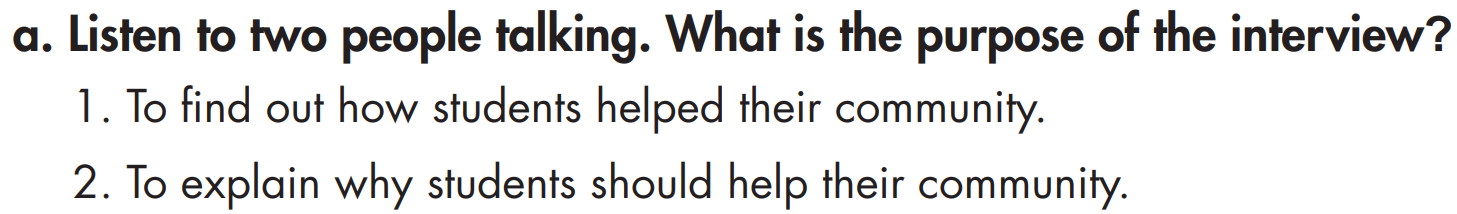 a. Listen to two people talking. What is the purpose of the interview?
1. To find out how students helped their community.
2. To explain why students should help their community.